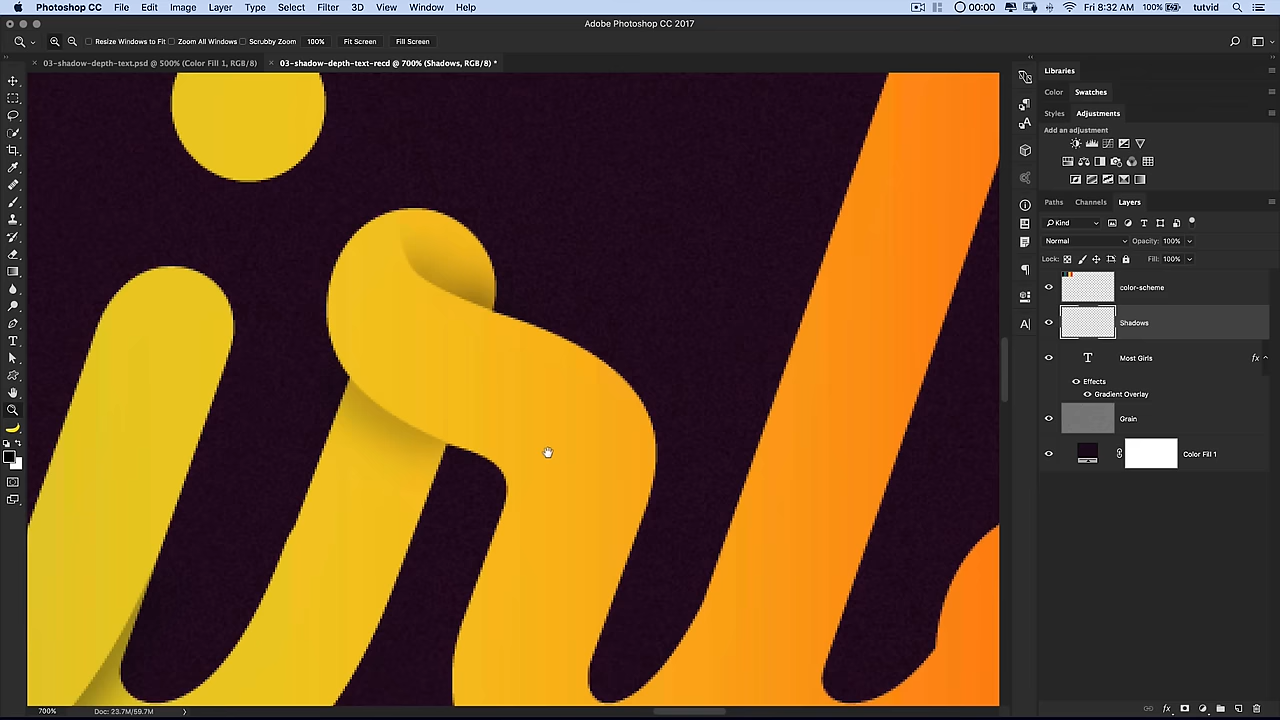 Photoshop CC File Edit Image Layer Type Select Filter 3D View Window Help 00:00 100% Fri 8:32 AM tutvid
Adobe Photoshop CC 2017
Resize Windows to Fit Zoom All Windows Scrubby Zoom 100% Fit Screen Fill Screen
03-shadow-depth-text.psd @ 500% (Color Fill 1, RGB/8) 03-shadow-depth-text-recd @ 700% (Shadows, RGB/8) *
Libraries
Color Swatches
Styles Adjustments
Add an adjustment
Paths Channels Layers
Kind
Normal Opacity: 100%
Lock: Fill: 100%
color-scheme
Shadows
T Most Girls fx
Effects
Gradient Overlay
Grain
Color Fill 1
700% Doc: 23.7M/59.7M